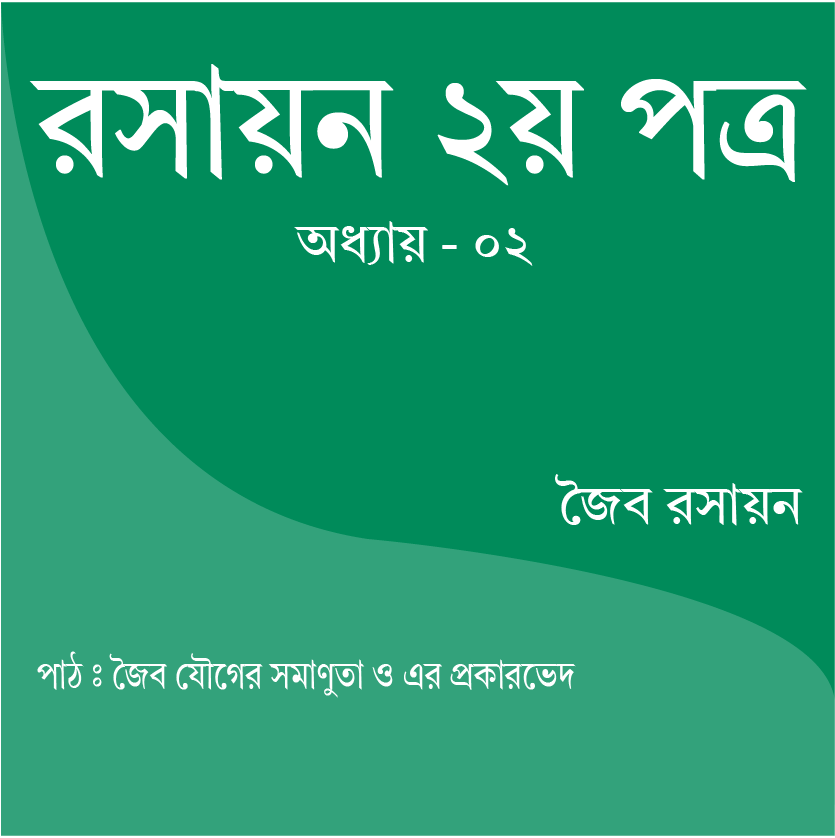 রসায়ন ২য় পত্র
অধ্যায় - ০২
জৈব রসায়ন
পাঠ ঃ জৈব যৌগের সমাণুতা ও এর প্রকারভেদ